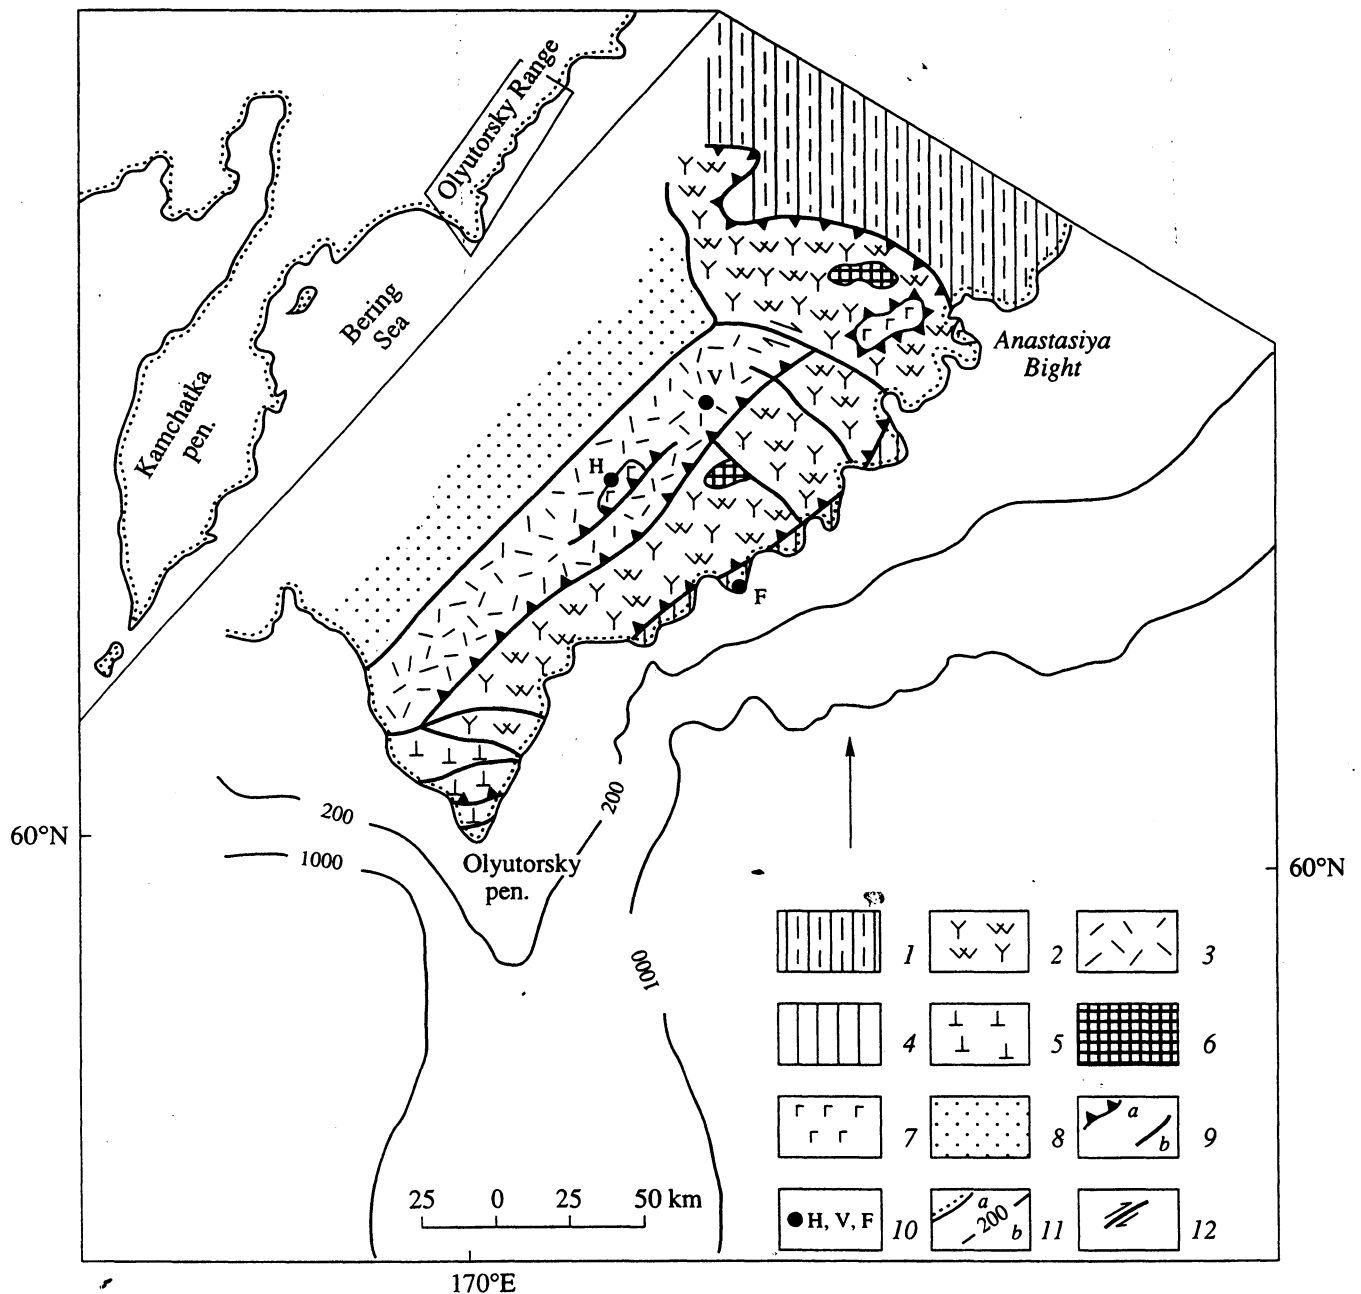 Olyutorsky Range
Bering
Sea
Kamchatka
pen.
Anastasiya
Bight
V
H
F
200
1000
200
1000
Olyutorsky
pen.
60°N
60°N
170°E
25 0 25 50 km
1
2
3
4
5
6
7
8
a
b
9
H, V, F
10
a
200
b
11
12